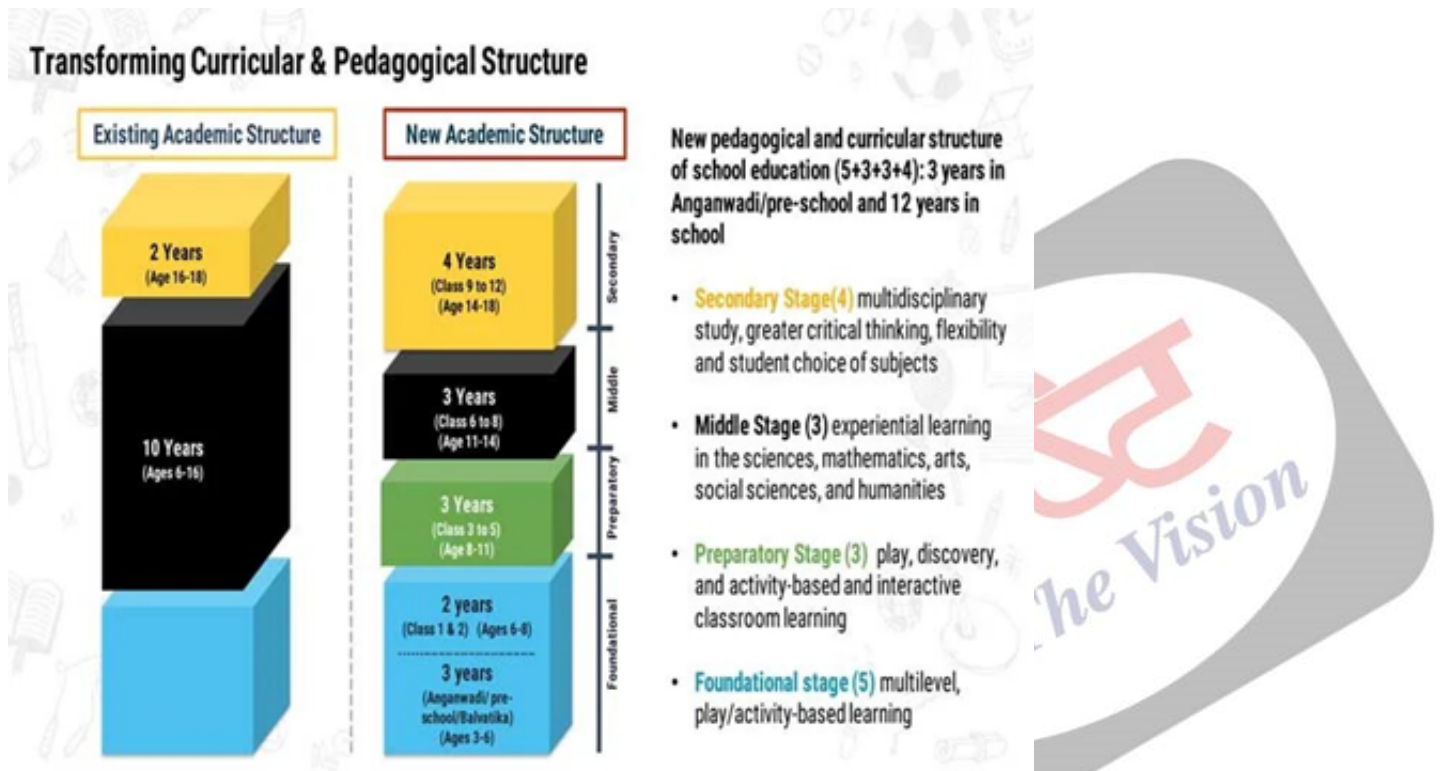 Transforming Curricular & Pedagogical Structure
Existing Academic Structure
2 Years
(Age 16-18)
10 Years
(Ages 6-16)
New Academic Structure
4 Years
(Class 9 to 12)
(Age 14-18)
Secondary
3 Years
(Class 6 to 8)
(Age 11-14)
Middle
3 Years
(Class 3 to 5)
(Age 8-11)
Preparatory
2 years
(Class 1 & 2) (Ages 6-8)
3 years
(Anganwadi/ pre-
school/Balvatika)
(Ages 3-6)
Foundational
New pedagogical and curricular structure
of school education (5+3+3+4): 3 years in
Anganwadi/pre-school and 12 years in
school
• Secondary Stage(4) multidisciplinary
study, greater critical thinking, flexibility
and student choice of subjects
• Middle Stage (3) experiential learning
in the sciences, mathematics, arts,
social sciences, and humanities
• Preparatory Stage (3) play, discovery,
and activity-based and interactive
classroom learning
• Foundational stage (5) multilevel,
play/activity-based learning
The Vision